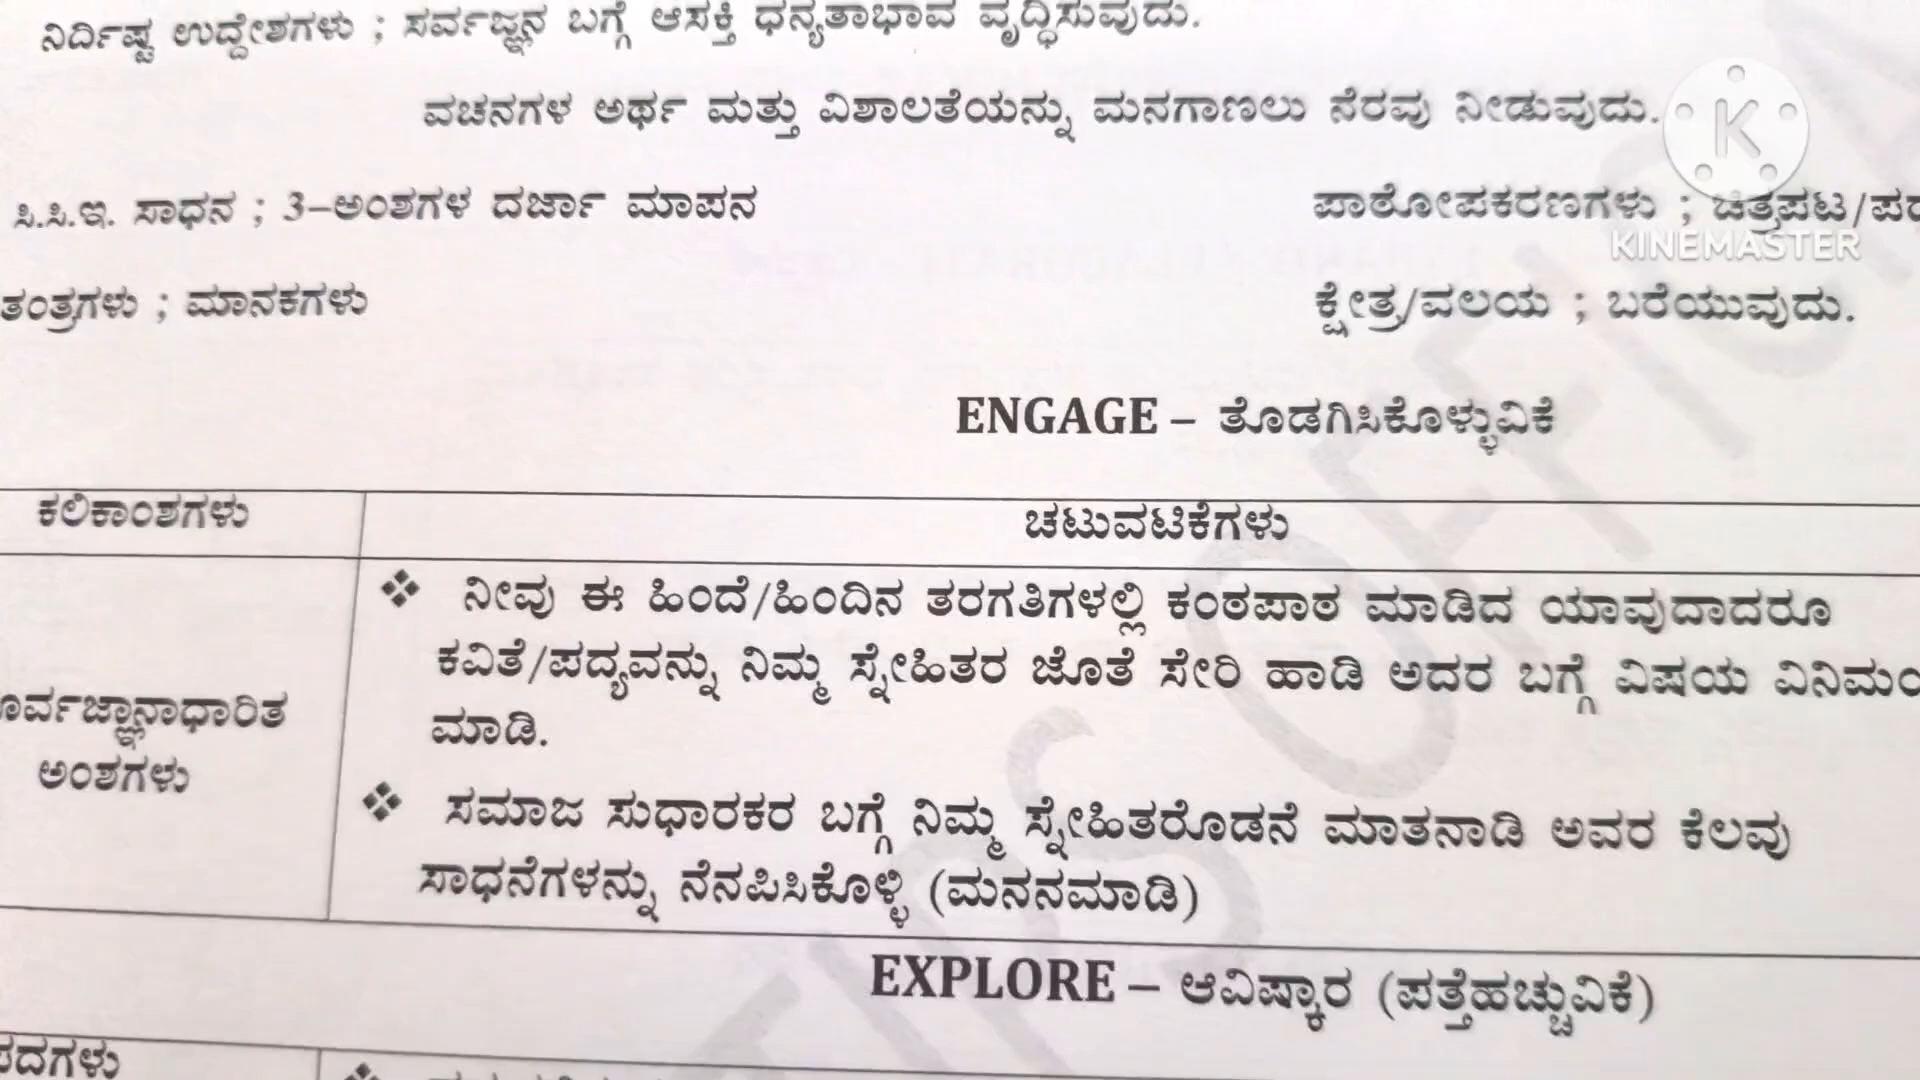 ನಿರ್ದಿಷ್ಟ ಉದ್ದೇಶಗಳು ; ಸರ್ವಜ್ಞನ ಬಗ್ಗೆ ಆಸಕ್ತಿ ಧನ್ಯತಾಭಾವ ವೃದ್ಧಿಸುವುದು.
ವಚನಗಳ ಅರ್ಥ ಮತ್ತು ವಿಶಾಲತೆಯನ್ನು ಮನಗಾಣಲು ನೆರವು ನೀಡುವುದು.
ಸಿ.ಸಿ.ಇ. ಸಾಧನ ; 3-ಅಂಶಗಳ ದರ್ಜಾ ಮಾಪನ ಪಾಠೋಪಕರಣಗಳು ; ಚಿತ್ರಪಟ/
KINEMASTER
ತಂತ್ರಗಳು ; ಮಾನಕಗಳು ಕ್ಷೇತ್ರ/ವಲಯ ; ಬರೆಯುವುದು.
ENGAGE – ತೊಡಗಿಸಿಕೊಳ್ಳುವಿಕೆ
ಕಲಿಕಾಂಶಗಳು ಚಟುವಟಿಕೆಗಳು
❖ ನೀವು ಈ ಹಿಂದೆ/ಹಿಂದಿನ ತರಗತಿಗಳಲ್ಲಿ ಕಂಠಪಾಠ ಮಾಡಿದ ಯಾವುದಾದರೂ
ಕವಿತೆ/ಪದ್ಯವನ್ನು ನಿಮ್ಮ ಸ್ನೇಹಿತರ ಜೊತೆ ಸೇರಿ ಹಾಡಿ ಅದರ ಬಗ್ಗೆ ವಿಷಯ ವಿನಿಮ
ಮಾಡಿ.
ರ್ವಜ್ಞಾನಾಧಾರಿತ
ಅಂಶಗಳು
❖ ಸಮಾಜ ಸುಧಾರಕರ ಬಗ್ಗೆ ನಿಮ್ಮ ಸ್ನೇಹಿತರೊಡನೆ ಮಾತನಾಡಿ ಅವರ ಕೆಲವು
ಸಾಧನೆಗಳನ್ನು ನೆನಪಿಸಿಕೊಳ್ಳಿ (ಮನನಮಾಡಿ)
EXPLORE – ಆವಿಷ್ಕಾರ (ಪತ್ತೆಹಚ್ಚುವಿಕೆ)
ಪದಗಳು